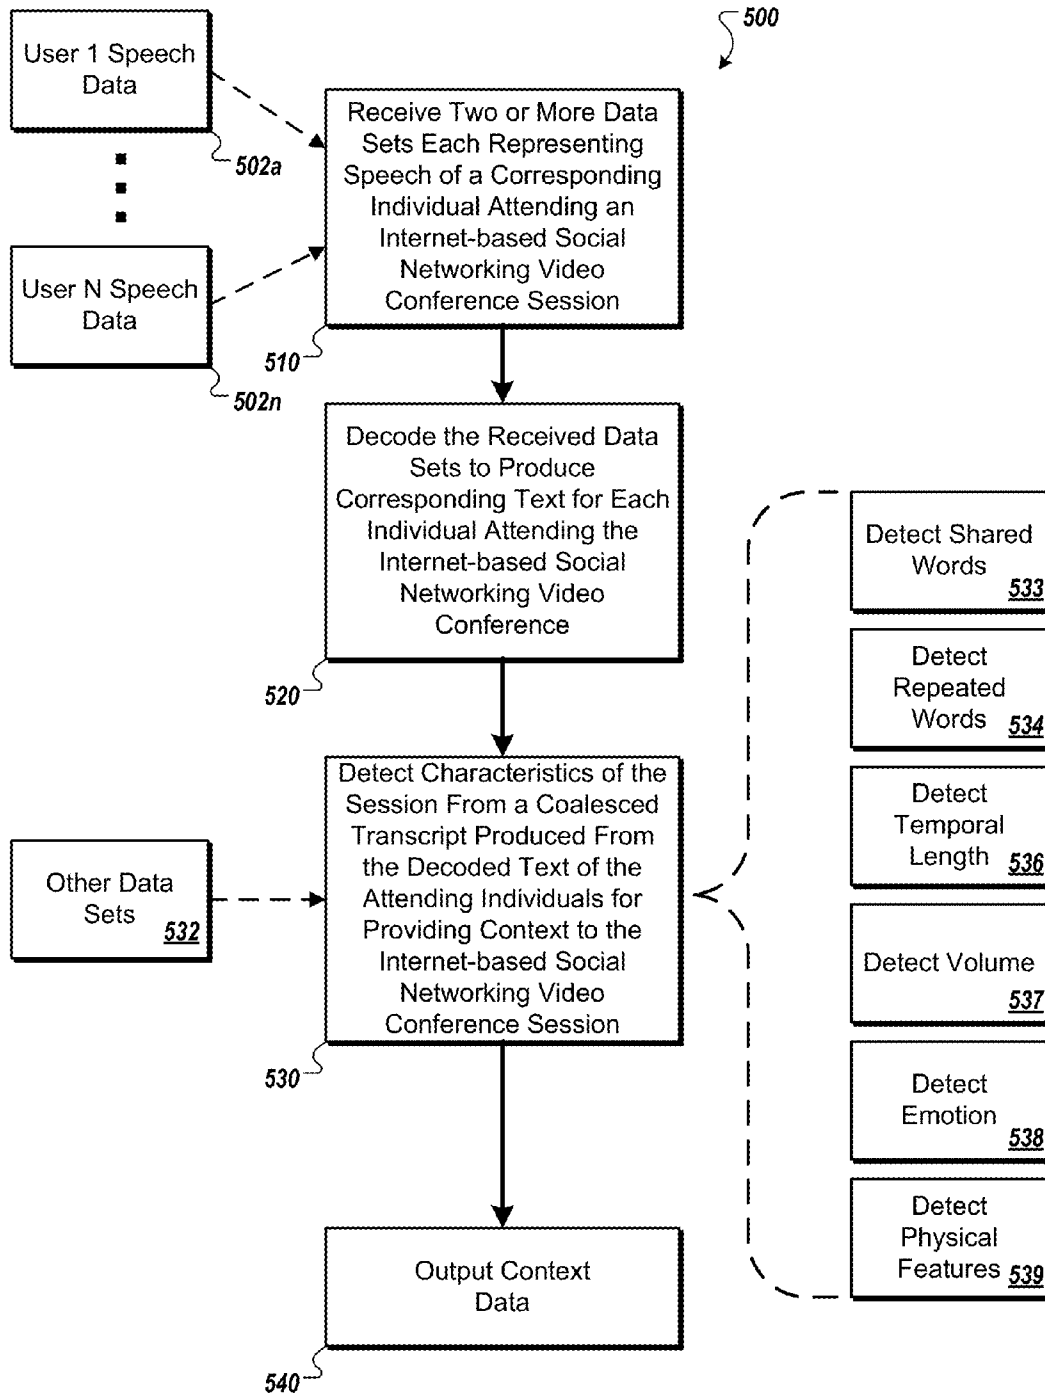 500
User 1 Speech
Data
502a
User N Speech
Data
502n
Receive Two or More Data
Sets Each Representing
Speech of a Corresponding
Individual Attending an
Internet-based Social
Networking Video
Conference Session
510
Decode the Received Data
Sets to Produce
Corresponding Text for Each
Individual Attending the
Internet-based Social
Networking Video
Conference
520
Other Data
Sets
532
Detect Characteristics of the
Session From a Coalesced
Transcript Produced From
the Decoded Text of the
Attending Individuals for
Providing Context to the
Internet-based Social
Networking Video
Conference Session
530
Detect Shared
Words
533
Detect
Repeated
Words
534
Detect
Temporal
Length
536
Detect Volume
537
Detect
Emotion
538
Detect
Physical
Features
539
Output Context
Data
540